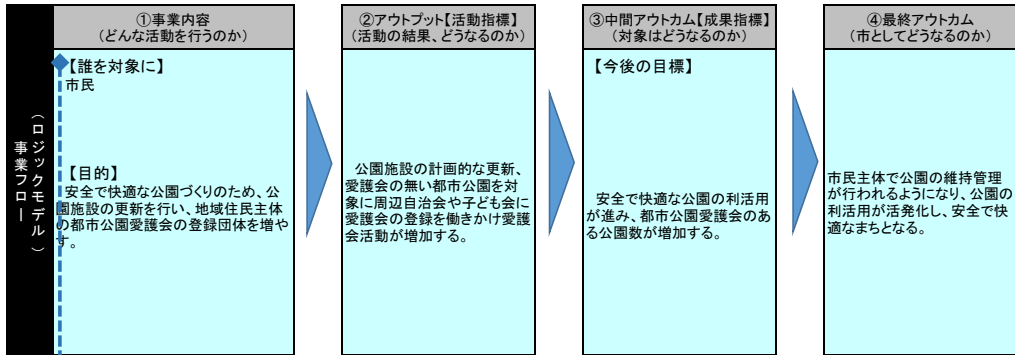 事業フロー
（ロジックモデル）
①事業内容
（どんな活動を行うのか）
【誰を対象に】
市民
【目的】
安全で快適な公園づくりのため、公
園施設の更新を行い、地域住民主体
の都市公園愛護会の登録団体を増や
す。
②アウトプット【活動指標】
（活動の結果、どうなるのか）
公園施設の計画的な更新、
愛護会の無い都市公園を対
象に周辺自治会や子ども会に
愛護会の登録を働きかけ愛護
会活動が増加する。
③中間アウトカム【成果指標】
（対象はどうなるのか）
【今後の目標】
安全で快適な公園の利活用
が進み、都市公園愛護会のあ
る公園数が増加する。
④最終アウトカム
（市としてどうなるのか）
市民主体で公園の維持管理
が行われるようになり、公園の
利活用が活発化し、安全で快
適なまちとなる。